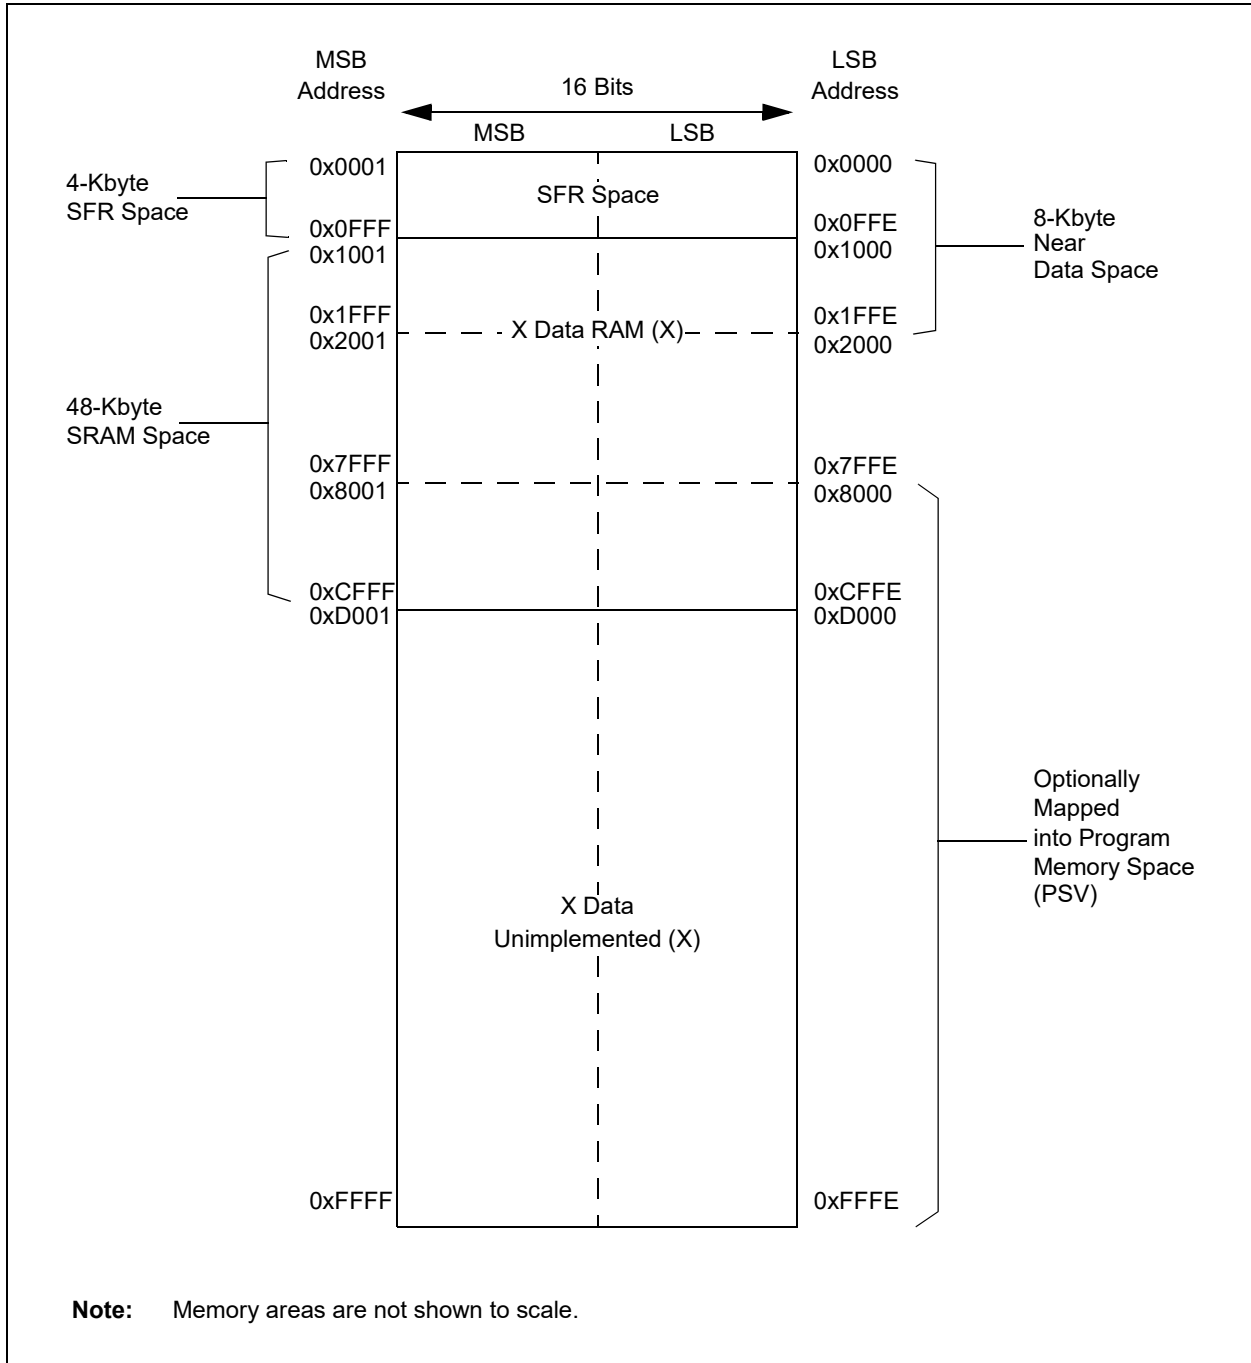 MSB
Address
16 Bits
LSB
Address
MSB
LSB
4-Kbyte
SFR Space
0x0001
0x0FFF
0x1001
SFR Space
0x0000
0x0FFE
0x1000
8-Kbyte
Near
Data Space
0x1FFF
0x2001
X Data RAM (X)
0x1FFE
0x2000
48-Kbyte
SRAM Space
0x7FFF
0x8001
0x7FFE
0x8000
0xCFFF
0xD001
0xCFFE
0xD000
Optionally
Mapped
into Program
Memory Space
(PSV)
X Data
Unimplemented (X)
0xFFFF
0xFFFE
Note: Memory areas are not shown to scale.